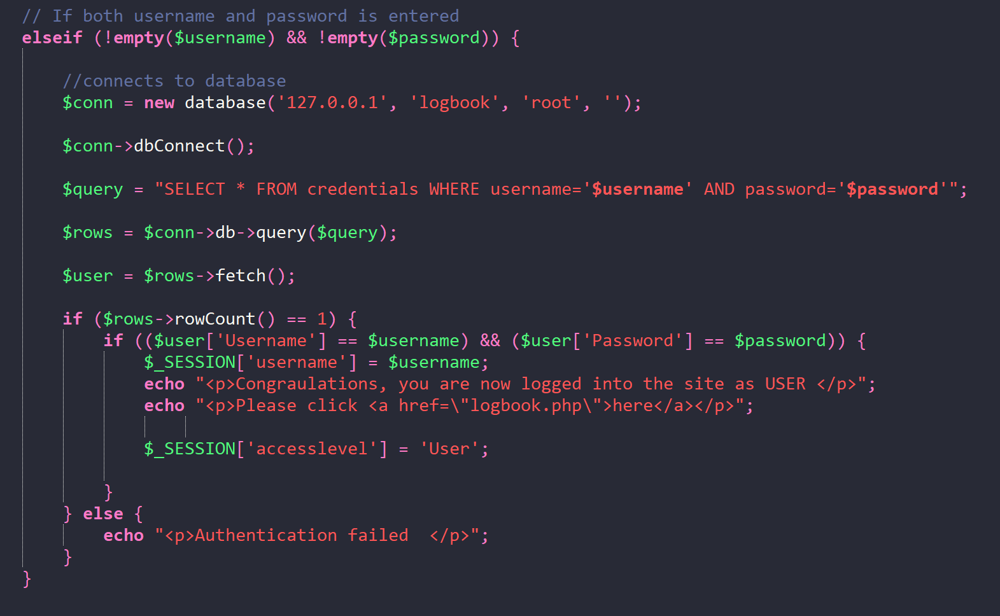 // If both username and password is entered
elseif (!empty($username) && !empty($password)) {
//connects to database
$conn = new database('127.0.0.1', 'logbook', 'root', '');
$conn->dbConnect();
$query = "SELECT * FROM credentials WHERE username='$username' AND password='$password'";
$rows = $conn->db->query($query);
$user = $rows->fetch();
if ($rows->rowCount() == 1) {
if (($user['Username'] == $username) && ($user['Password'] == $password)) {
$_SESSION['username'] = $username;
echo "<p>Congraulations, you are now logged into the site as USER </p>";
echo "<p>Please click <a href=\"logbook.php\">here</a></p>";
$_SESSION['accesslevel'] = 'User';
}
} else {
echo "<p>Authentication failed  </p>";
}
}